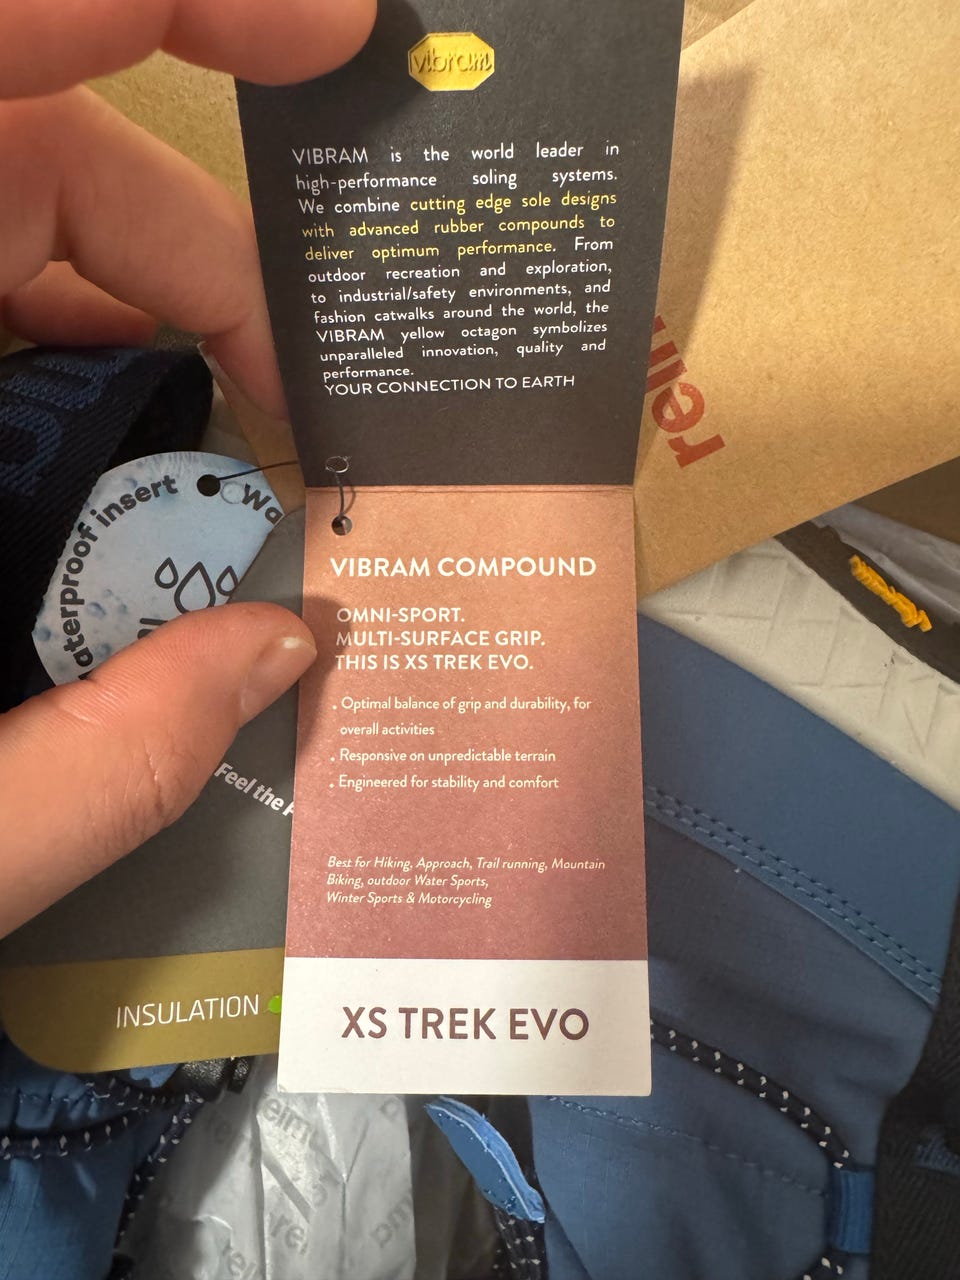 vibram
VIBRAM is the world leader in
high-performance soling systems.
We combine cutting edge sole designs
with advanced rubber compounds to
deliver optimum performance. From
outdoor recreation and exploration,
to industrial/safety environments, and
fashion catwalks around the world, the
VIBRAM yellow octagon symbolizes
unparalleled innovation, quality and
performance.
YOUR CONNECTION TO EARTH
reim
waterproof insert
Wa
VIBRAM COMPOUND
OMNI-SPORT.
MULTI-SURFACE GRIP.
THIS IS XS TREK EVO.
. Optimal balance of grip and durability, for
overall activities
. Responsive on unpredictable terrain
. Engineered for stability and comfort
Feel the
Best for Hiking, Approach, Trail running, Mountain
Biking, outdoor Water Sports,
Winter Sports & Motorcycling
INSULATION
XS TREK EVO